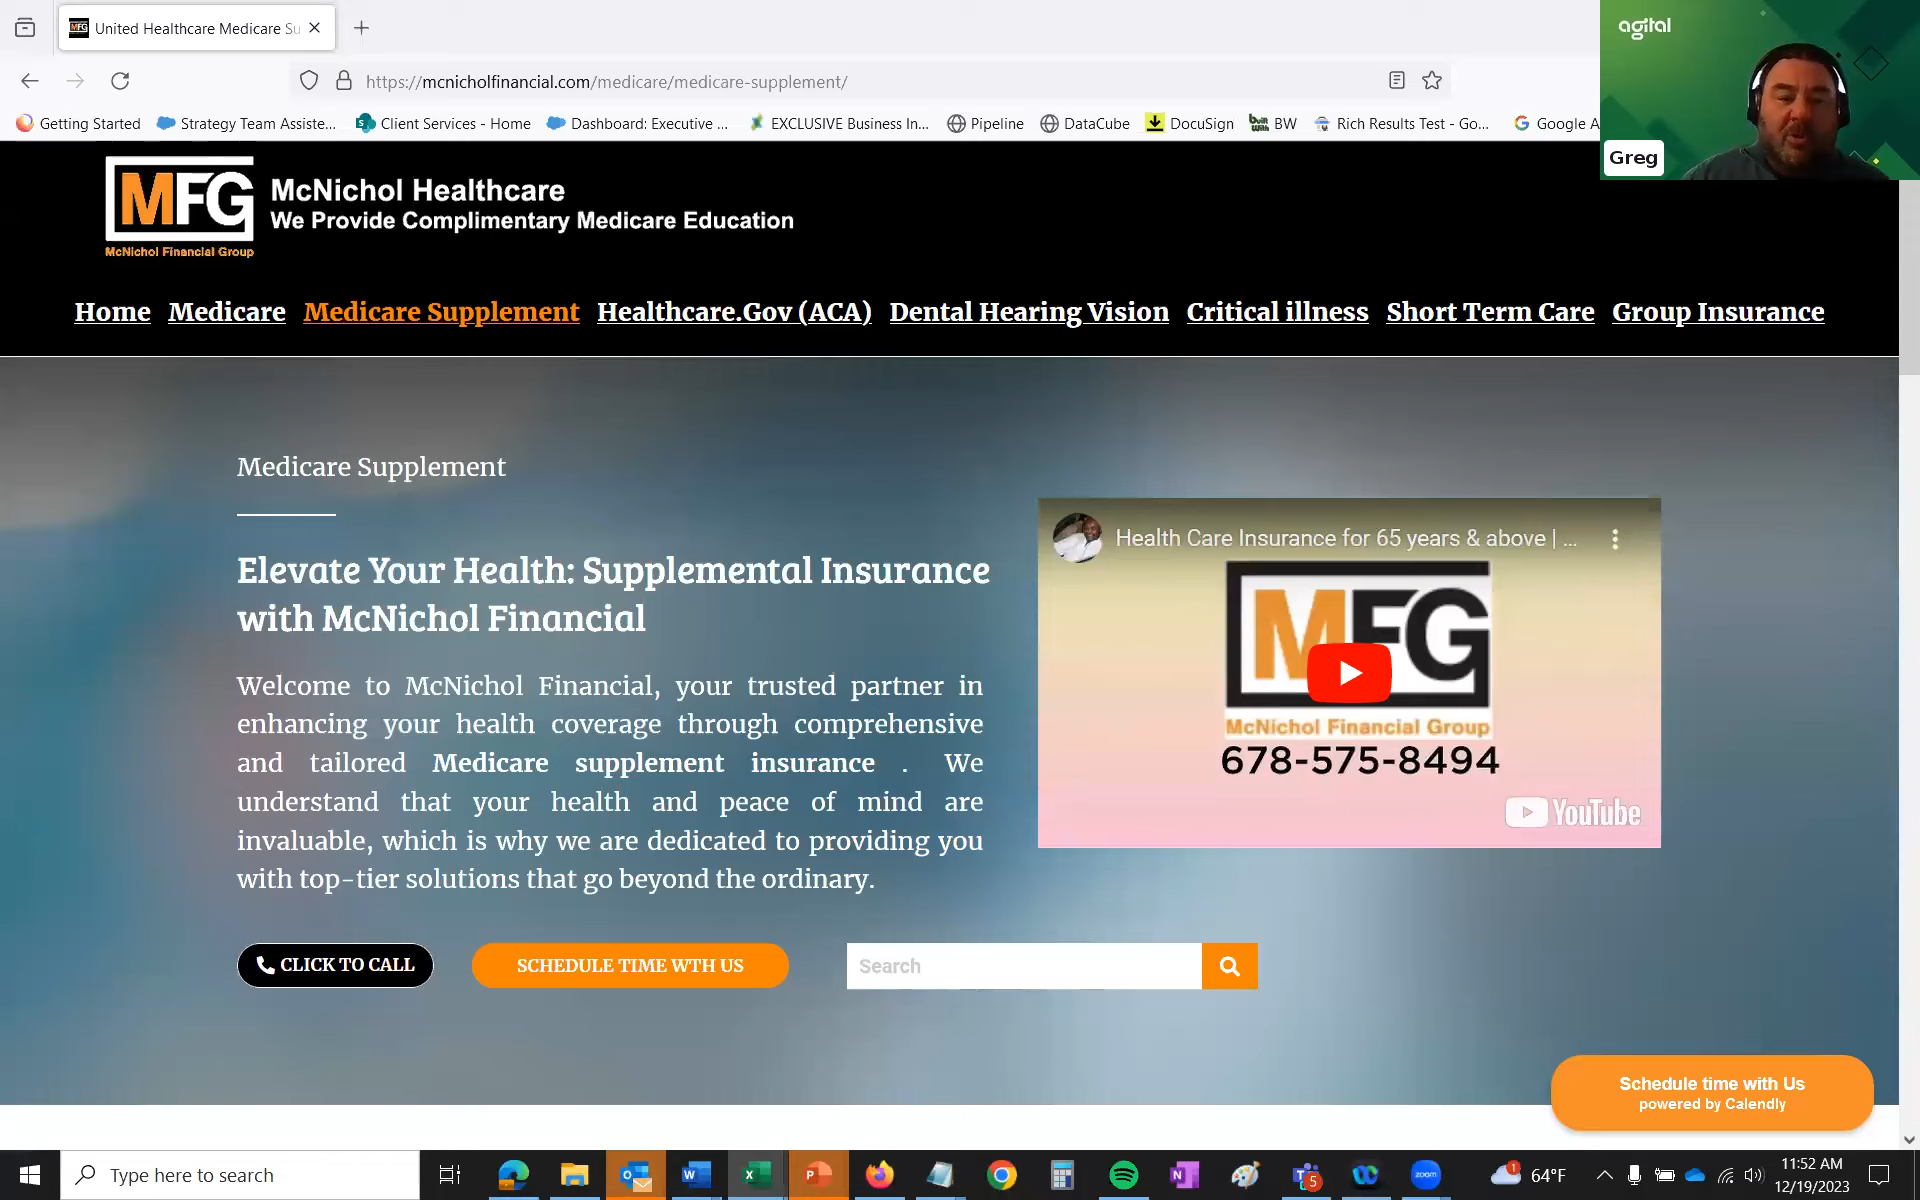 United Healthcare Medicare Su
agital
https://mcnicholfinancial.com/medicare/medicare-supplement/
Getting Started
Strategy Team Assiste...
Client Services - Home
Dashboard: Executive ...
EXCLUSIVE Business In...
Pipeline
DataCube
DocuSign
BW
Rich Results Test - Go...
Google A
Greg
MFG
McNichol Financial Group
McNichol Healthcare
We Provide Complimentary Medicare Education
Home Medicare Medicare Supplement Healthcare.Gov (ACA) Dental Hearing Vision Critical illness Short Term Care Group Insurance
Medicare Supplement
Elevate Your Health: Supplemental Insurance
with McNichol Financial
Welcome to McNichol Financial, your trusted partner in
enhancing your health coverage through comprehensive
and tailored Medicare supplement insurance . We
understand that your health and peace of mind are
invaluable, which is why we are dedicated to providing you
with top-tier solutions that go beyond the ordinary.
Health Care Insurance for 65 years & above | ...
MFG
McNichol Financial Group
678-575-8494
YouTube
CLICK TO CALL
SCHEDULE TIME WTH US
Search
Schedule time with Us
powered by Calendly
Type here to search
64°F
11:52 AM
12/19/2023